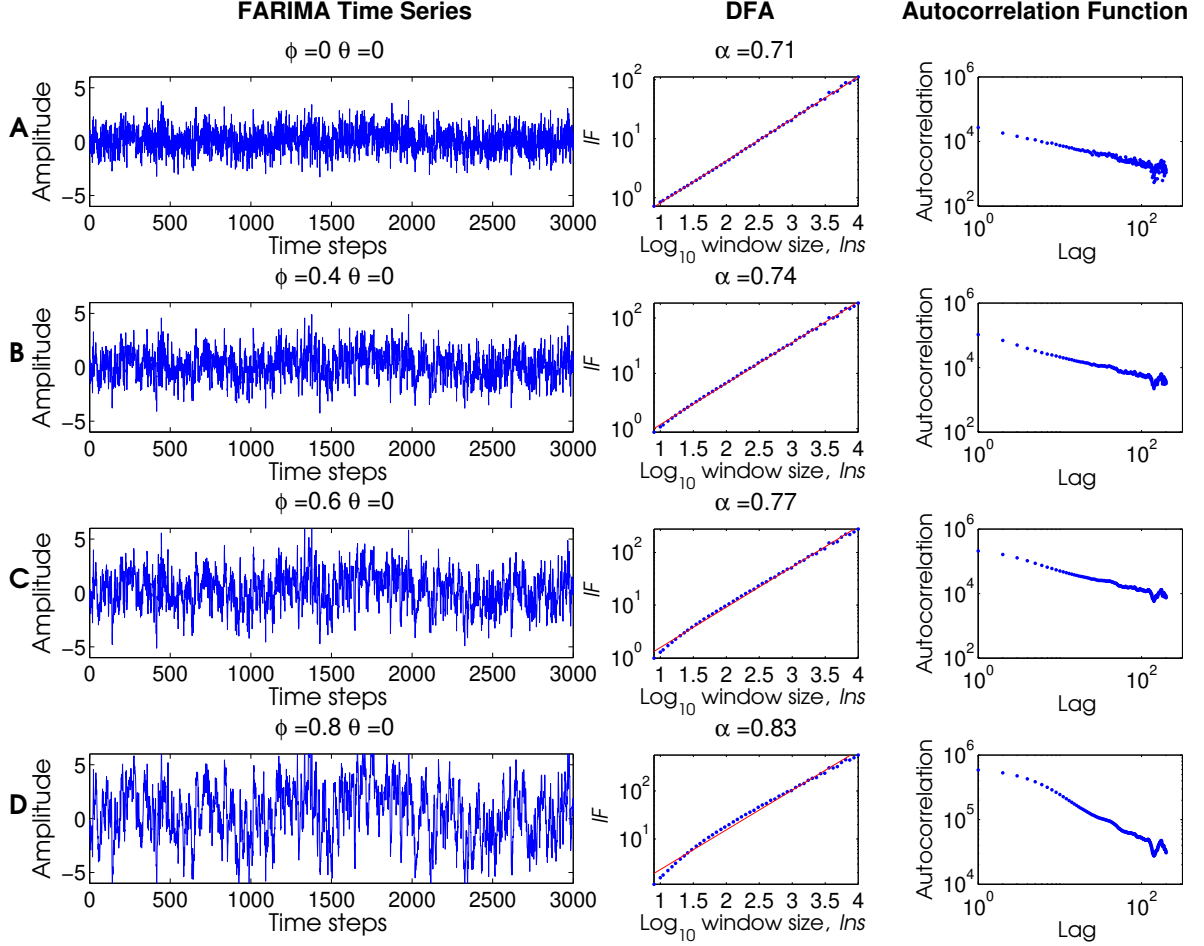 FARIMA Time Series DFA Autocorrelation Function
A
ϕ =0 θ =0
Amplitude
5
0
−5
0 500 1000 1500 2000 2500 3000
Time steps
α =0.71
lF
10^2
10^1
10^0
1 1.5 2 2.5 3 3.5 4
Log10 window size, lns
Autocorrelation
10^6
10^4
10^2
10^0 10^2
Lag
B
ϕ =0.4 θ =0
Amplitude
5
0
−5
0 500 1000 1500 2000 2500 3000
Time steps
α =0.74
lF
10^2
10^1
10^0
1 1.5 2 2.5 3 3.5 4
Log10 window size, lns
Autocorrelation
10^6
10^4
10^2
10^0 10^2
Lag
C
ϕ =0.6 θ =0
Amplitude
5
0
−5
0 500 1000 1500 2000 2500 3000
Time steps
α =0.77
lF
10^2
10^1
10^0
1 1.5 2 2.5 3 3.5 4
Log10 window size, lns
Autocorrelation
10^6
10^4
10^2
10^0 10^2
Lag
D
ϕ =0.8 θ =0
Amplitude
5
0
−5
0 500 1000 1500 2000 2500 3000
Time steps
α =0.83
lF
10^2
10^1
1 1.5 2 2.5 3 3.5 4
Log10 window size, lns
Autocorrelation
10^6
10^5
10^4
10^0 10^2
Lag